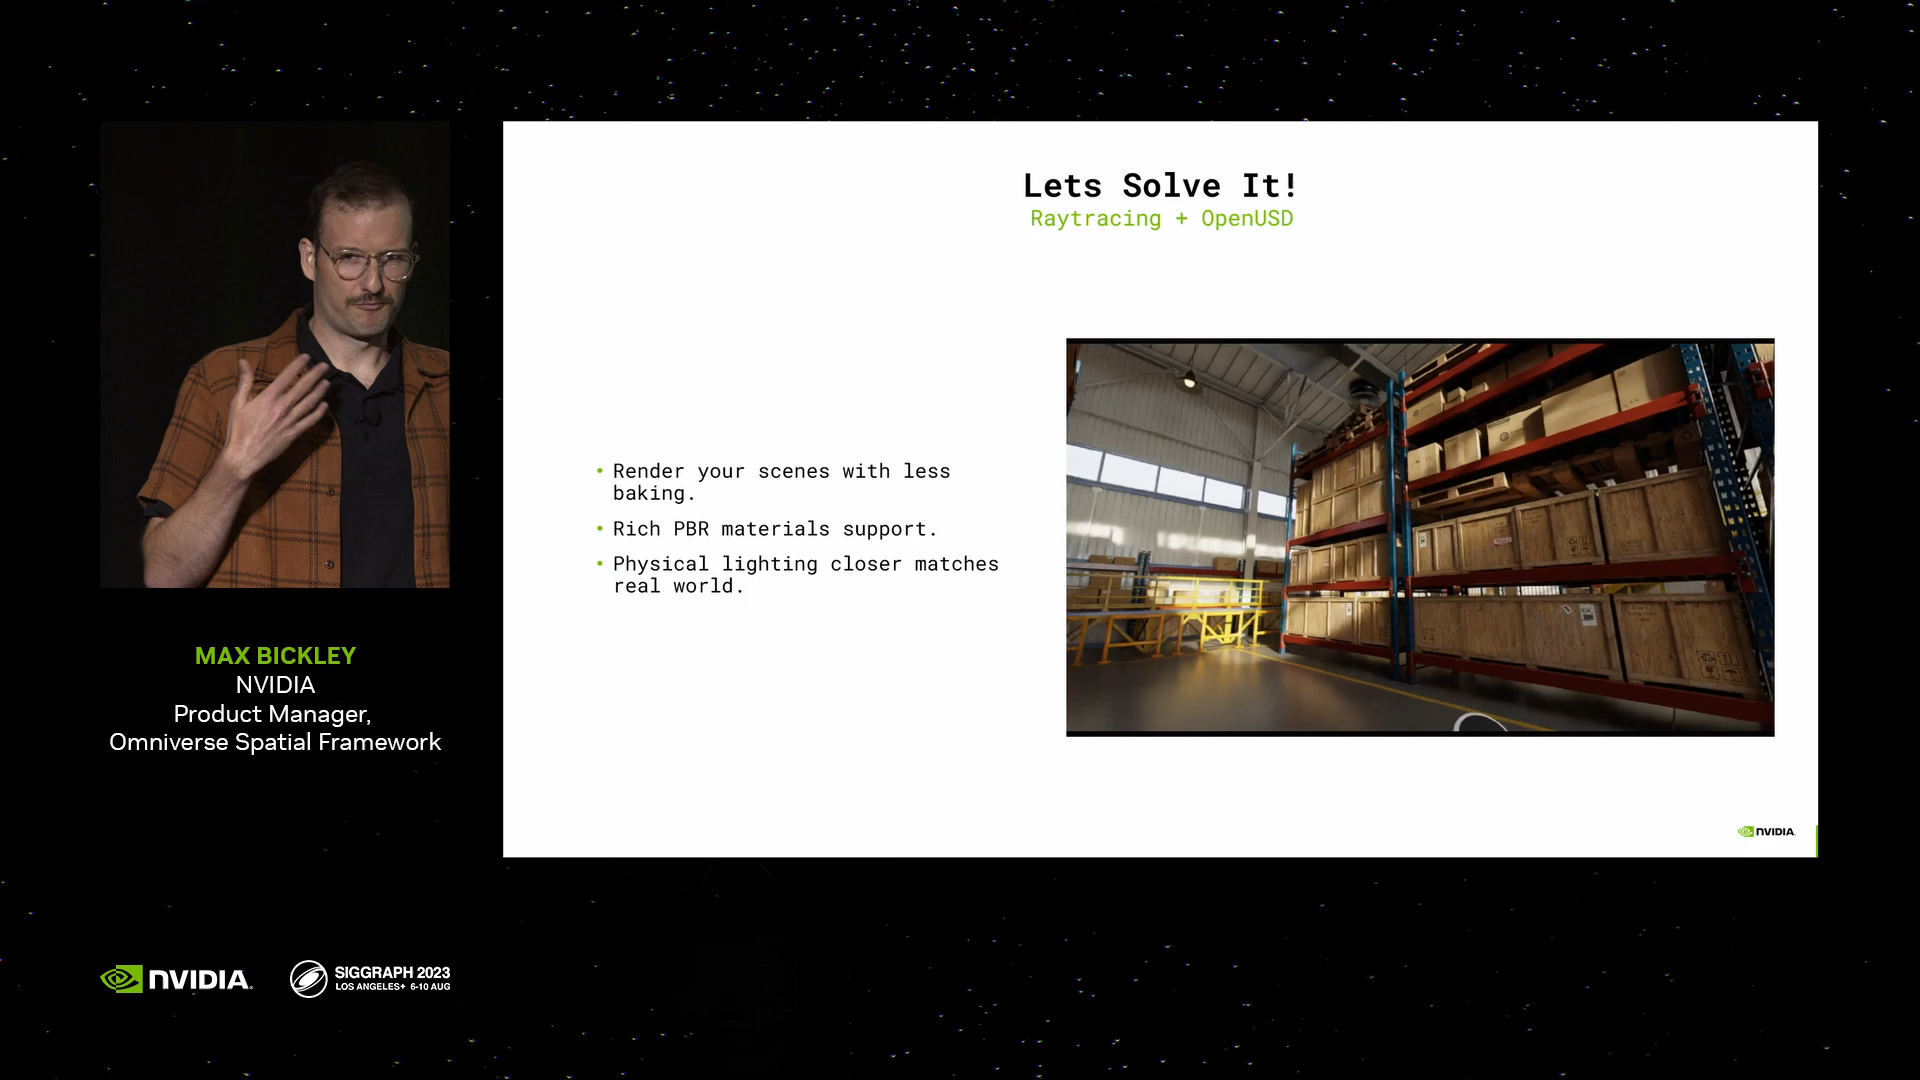 Lets Solve It!
Raytracing + OpenUSD
• Render your scenes with less
baking.
• Rich PBR materials support.
• Physical lighting closer matches
real world.
NVIDIA
MAX BICKLEY
NVIDIA
Product Manager,
Omniverse Spatial Framework
NVIDIA
SIGGRAPH 2023
LOS ANGELES+ 6-10 AUG